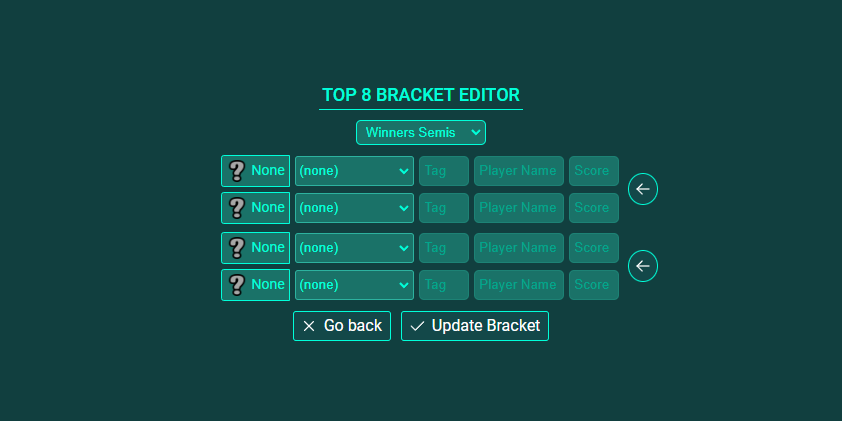 TOP 8 BRACKET EDITOR
Winners Semis
None (none) Tag Player Name Score
None (none) Tag Player Name Score
None (none) Tag Player Name Score
None (none) Tag Player Name Score
Go back Update Bracket